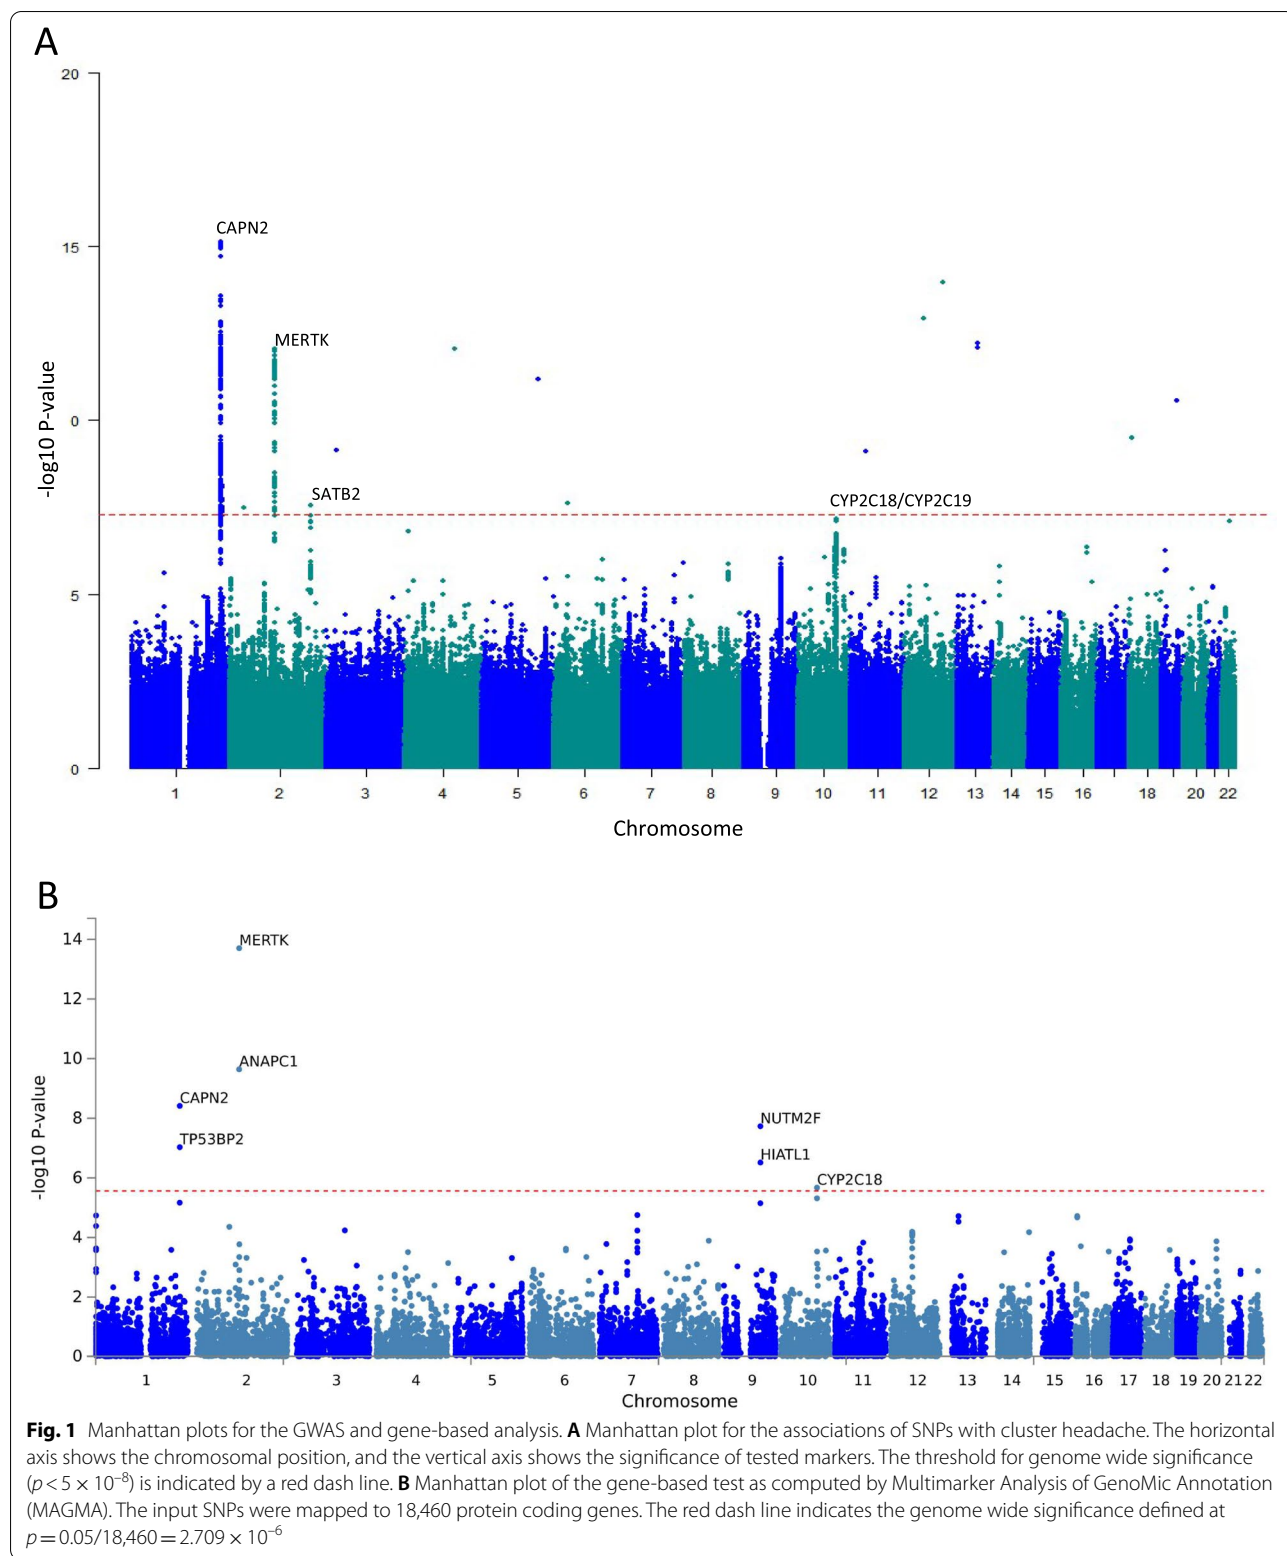 A
20
15
0
5
0
-log10 P-value
CAPN2
MERTK
SATB2
CYP2C18/CYP2C19
1 2 3 4 5 6 7 8 9 10 11 12 13 14 15 16 18 20 22
Chromosome
B
14
12
10
8
6
4
2
0
-log10 P-value
MERTK
ANAPC1
CAPN2
TP53BP2
NUTM2F
HIATL1
CYP2C18
1 2 3 4 5 6 7 8 9 10 11 12 13 14 15 16 17 18 19 20 21 22
Chromosome
Fig. 1 Manhattan plots for the GWAS and gene-based analysis. A Manhattan plot for the associations of SNPs with cluster headache. The horizontal
axis shows the chromosomal position, and the vertical axis shows the significance of tested markers. The threshold for genome wide significance
(p < 5 × 10⁻⁸) is indicated by a red dash line. B Manhattan plot of the gene-based test as computed by Multimarker Analysis of GenoMic Annotation
(MAGMA). The input SNPs were mapped to 18,460 protein coding genes. The red dash line indicates the genome wide significance defined at
p = 0.05/18,460 = 2.709 × 10⁻⁶